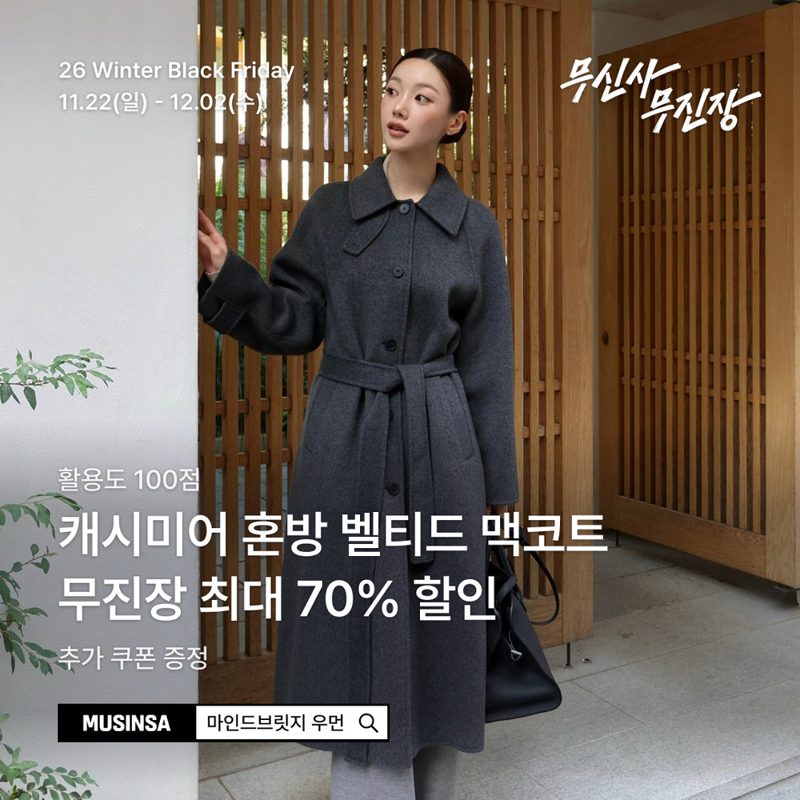 26 Winter Black Friday
11.22(일) - 12.02(수)
무신사
무진장
활용도 100점
캐시미어 혼방 벨티드 맥코트
무진장 최대 70% 할인
추가 쿠폰 증정
MUSINSA 마인드브릿지 우먼